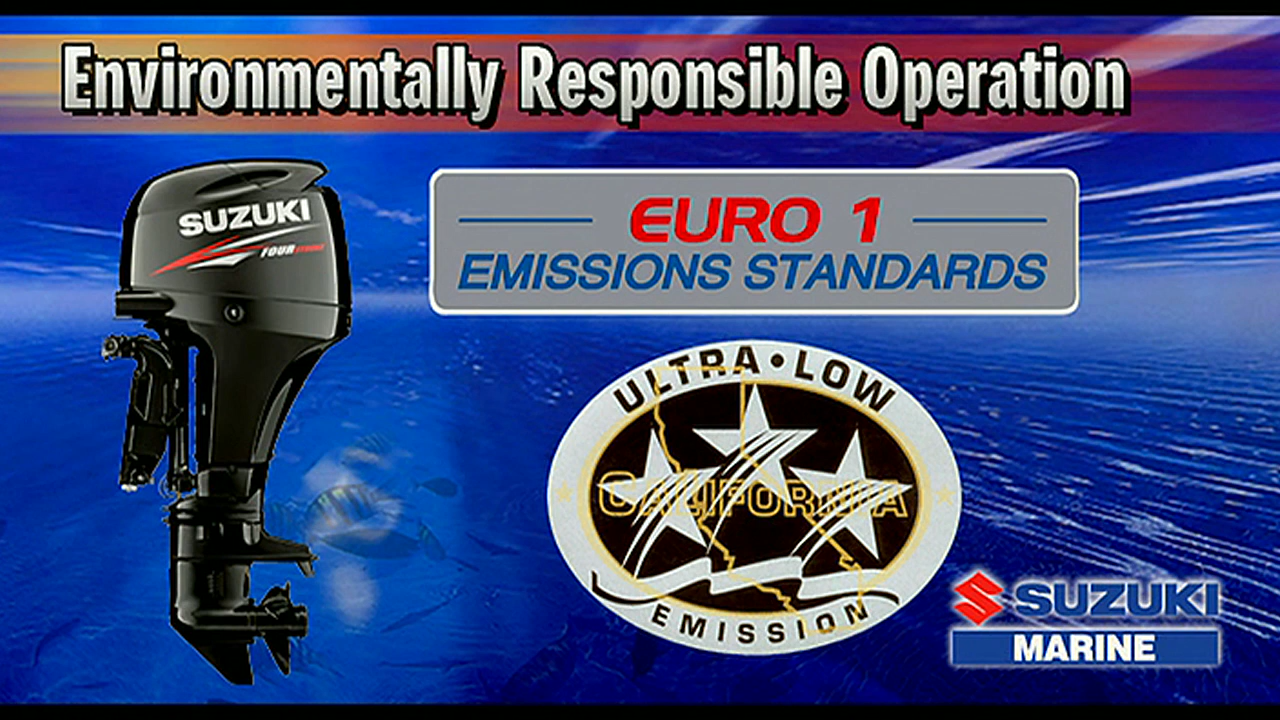 Environmentally Responsible Operation
SUZUKI
FOUR STROKE
EURO 1
EMISSIONS STANDARDS
ULTRA•LOW
CALIFORNIA
EMISSION
SUZUKI
MARINE